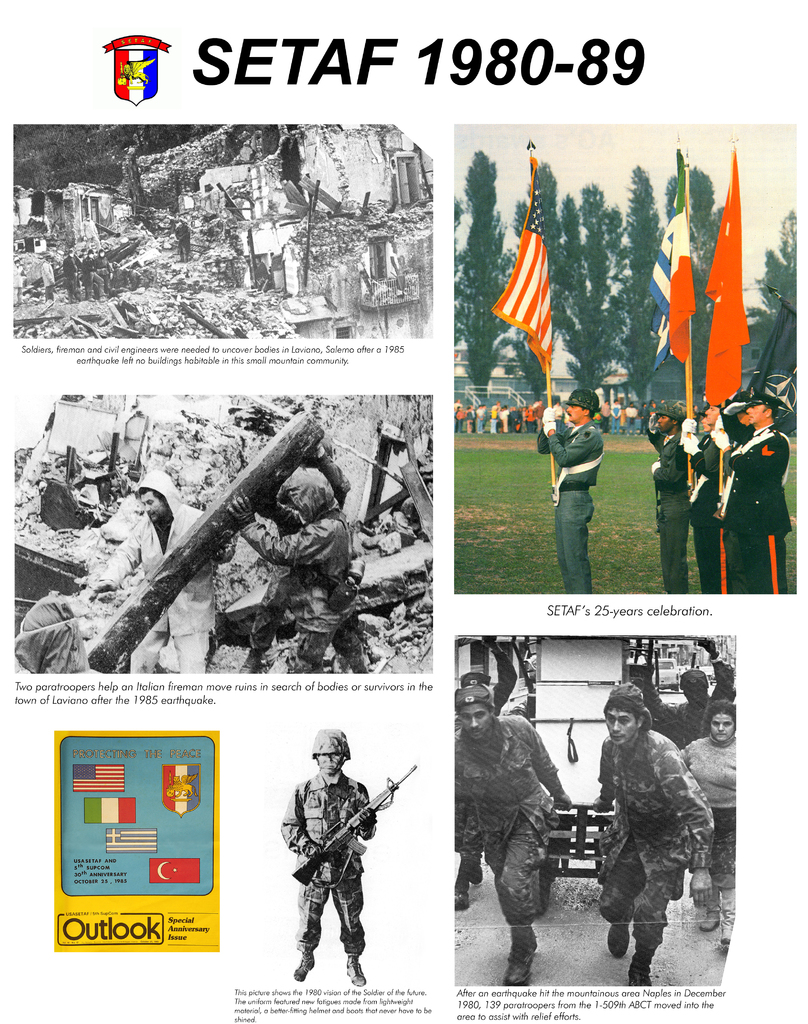 SETAF
SETAF 1980-89
Soldiers, fireman and civil engineers were needed to uncover bodies in Laviano, Salerno after a 1985
earthquake left no buildings habitable in this small mountain community.
SETAF's 25-years celebration.
Two paratroopers help an Italian fireman move ruins in search of bodies or survivors in the
town of Laviano after the 1985 earthquake.
PROTECTING THE PEACE
USASETAF AND
5th SUPCOM
30th ANNIVERSARY
OCTOBER 25, 1985
USASETAF / 5th SupCom
Outlook
Special
Anniversary
Issue
This picture shows the 1980 vision of the Soldier of the future.
The uniform featured new fatigues made from lightweight
material, a better-fitting helmet and boots that never have to be
shined.
After an earthquake hit the mountainous area Naples in December
1980, 139 paratroopers from the 1-509th ABCT moved into the
area to assist with relief efforts.